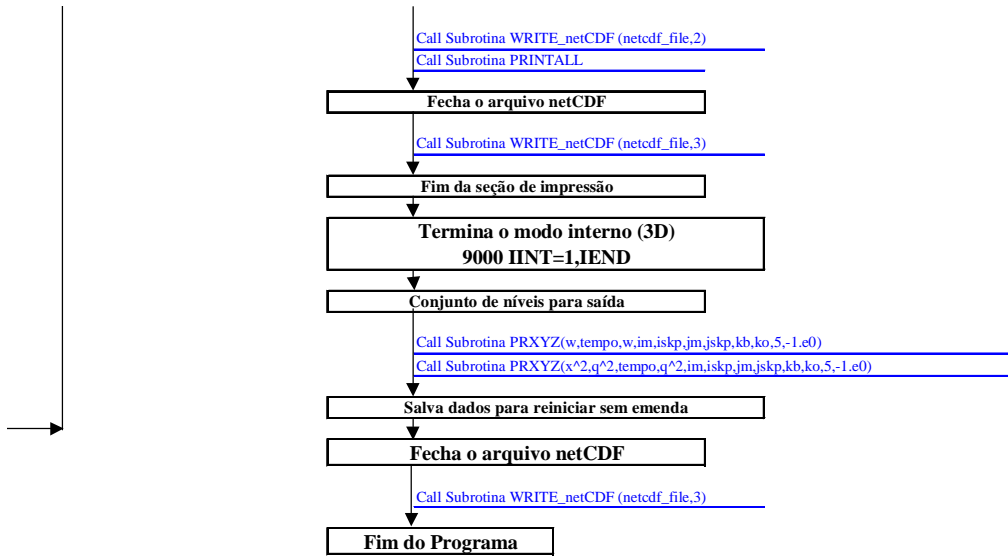 Call Subrotina WRITE_netCDF (netcdf_file,2)
Call Subrotina PRINTALL
Fecha o arquivo netCDF
Call Subrotina WRITE_netCDF (netcdf_file,3)
Fim da seção de impressão
Termina o modo interno (3D)
9000 IINT=1,IEND
Conjunto de níveis para saída
Call Subrotina PRXYZ(w,tempo,w,im,iskp,jm,jskp,kb,ko,5,-1.e0)
Call Subrotina PRXYZ(x^2,q^2,tempo,q^2,im,iskp,jm,jskp,kb,ko,5,-1.e0)
Salva dados para reiniciar sem emenda
Fecha o arquivo netCDF
Call Subrotina WRITE_netCDF (netcdf_file,3)
Fim do Programa